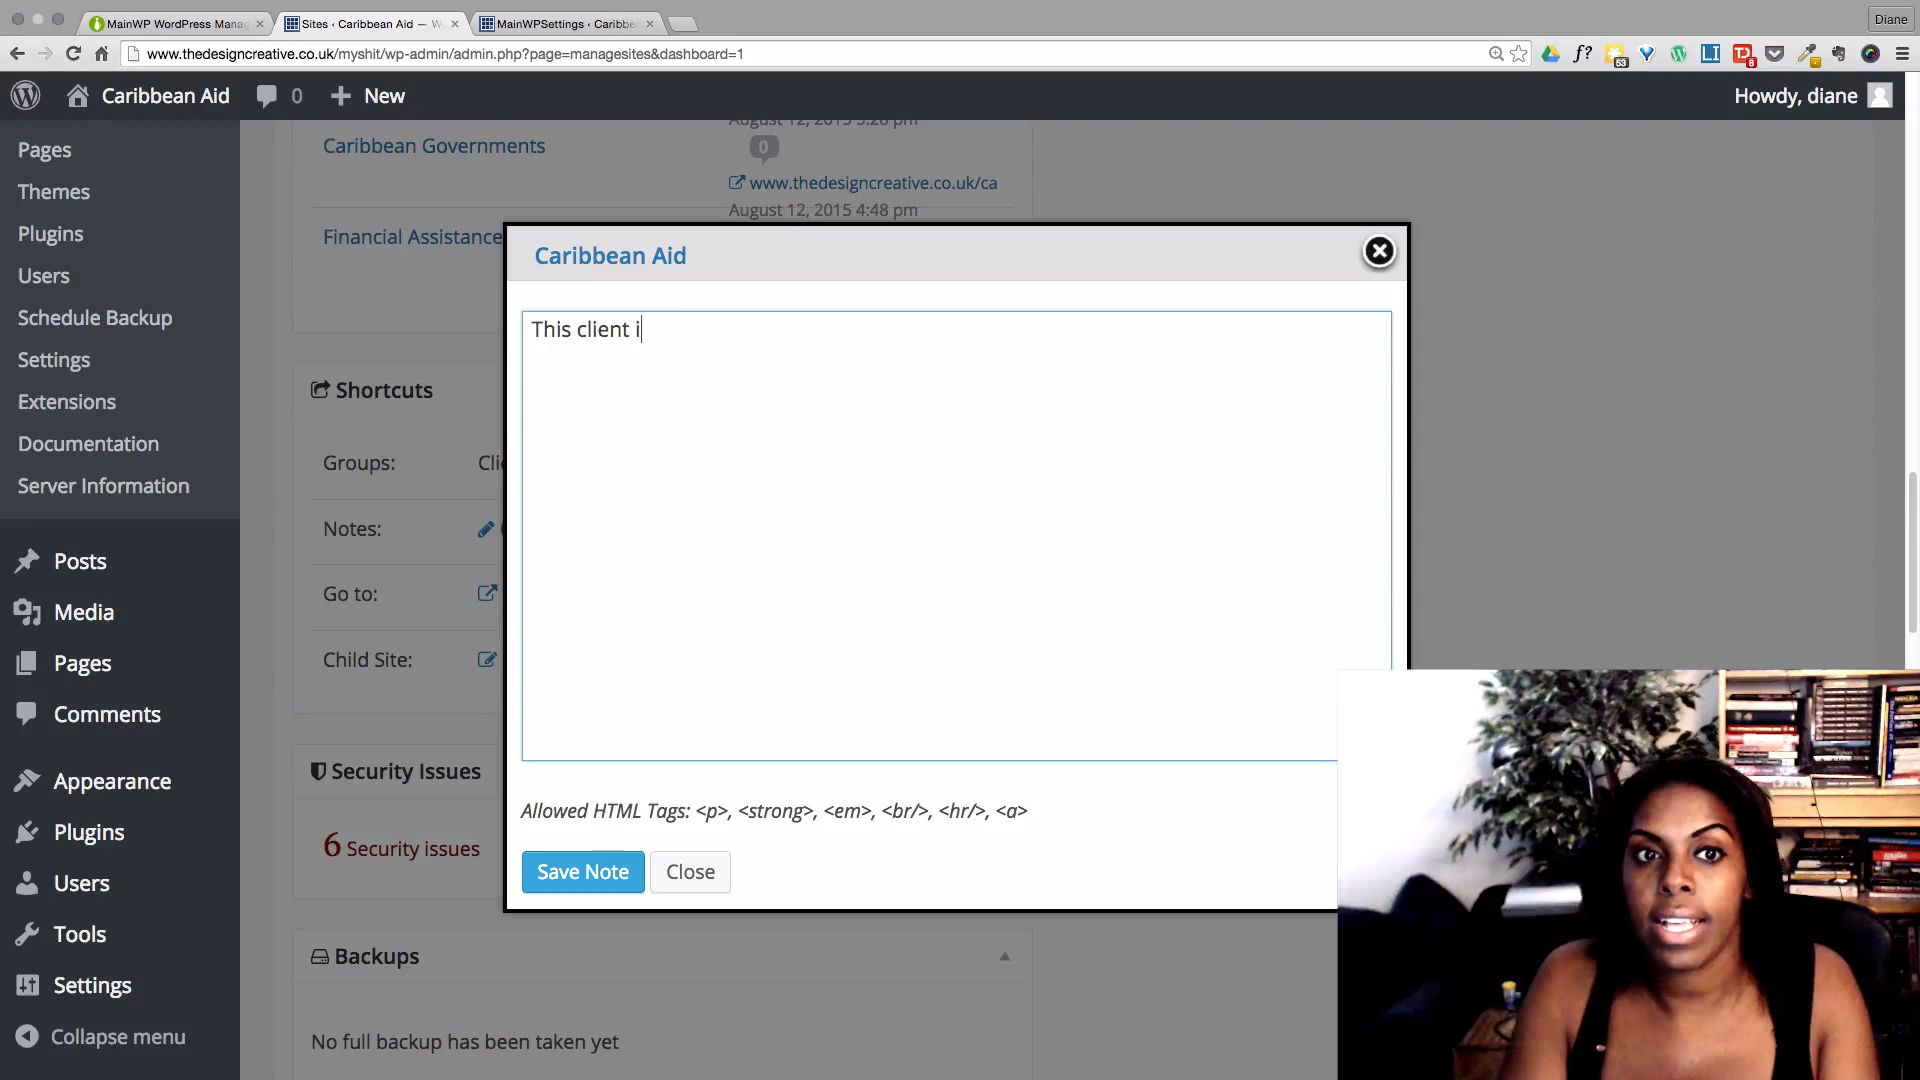 MainWP WordPress Manag
Sites ‹ Caribbean Aid — W
MainWPSettings ‹ Caribbe
Diane
www.thedesigncreative.co.uk/myshit/wp-admin/admin.php?page=managesites&dashboard=1
f?
53
LI
8
Caribbean Aid
0
New
Howdy, diane
Pages
Themes
Plugins
Users
Schedule Backup
Settings
Extensions
Documentation
Server Information
Posts
Media
Pages
Comments
Appearance
Plugins
Users
Tools
Settings
Collapse menu
August 12, 2015 5:28 pm
Caribbean Governments
0
www.thedesigncreative.co.uk/ca
August 12, 2015 4:48 pm
Financial Assistance
Shortcuts
Groups:
Cli
Notes:
Go to:
Child Site:
Security Issues
6 Security issues
Backups
No full backup has been taken yet
Caribbean Aid
This client i
Allowed HTML Tags: <p>, <strong>, <em>, <br/>, <hr/>, <a>
Save Note
Close